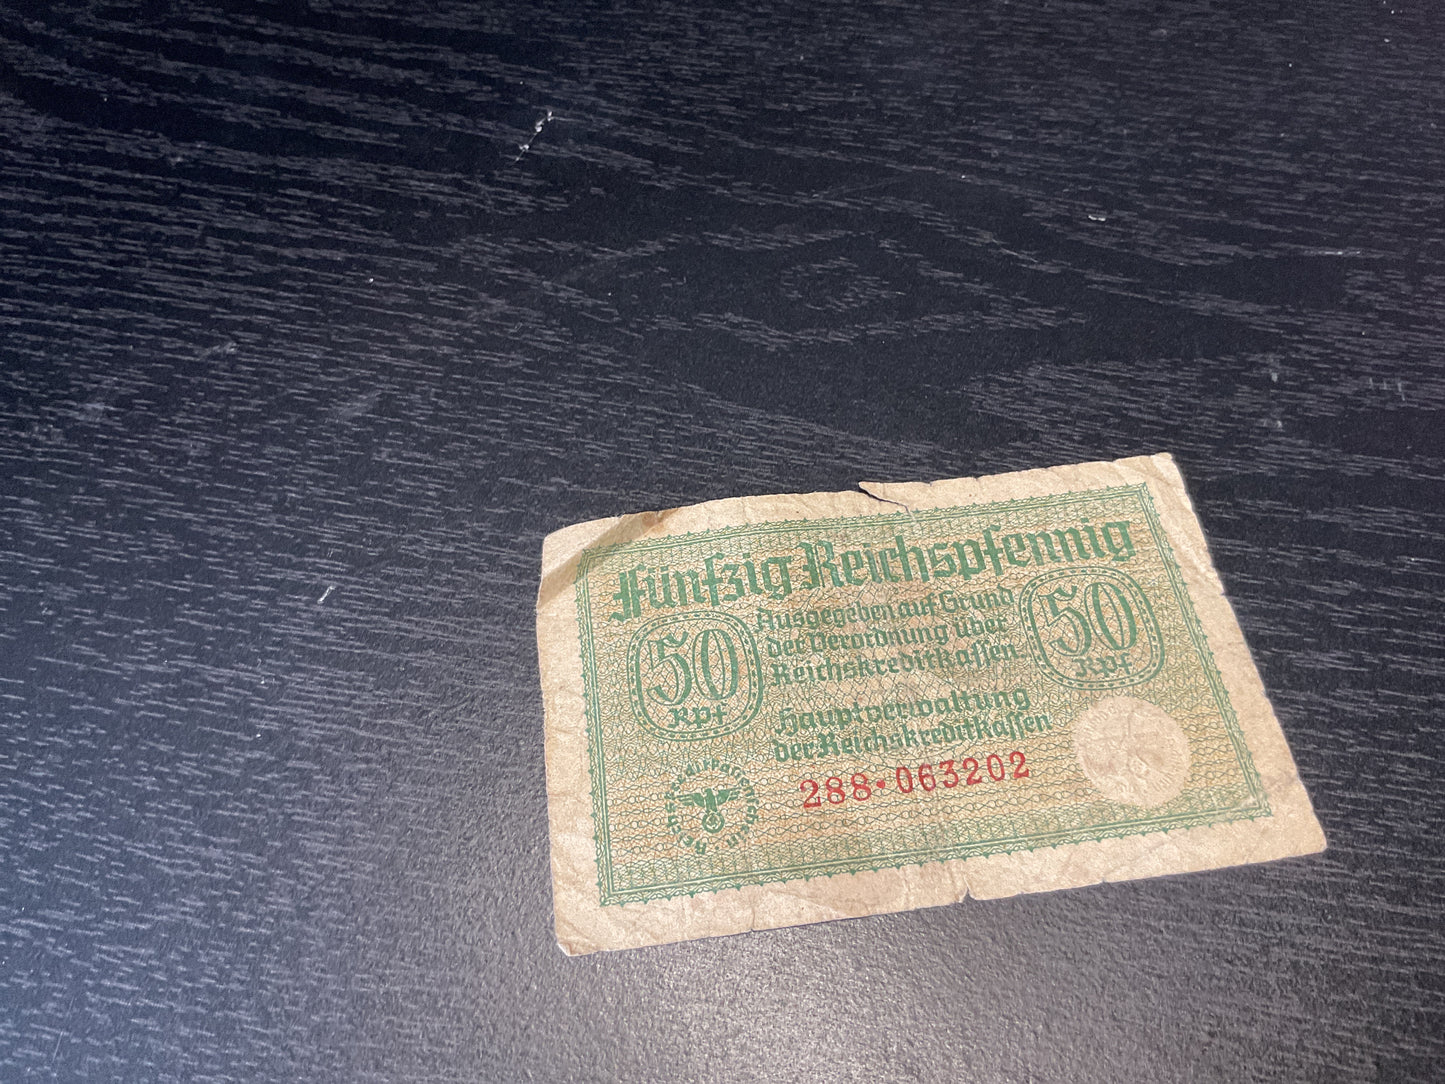 Fünfzig Reichspfennig
50
Rpf
Ausgegeben auf Grund
der Verordnung über
Reichskreditkassen
50
Rpf
Hauptverwaltung
der Reichskreditkassen
288·063202